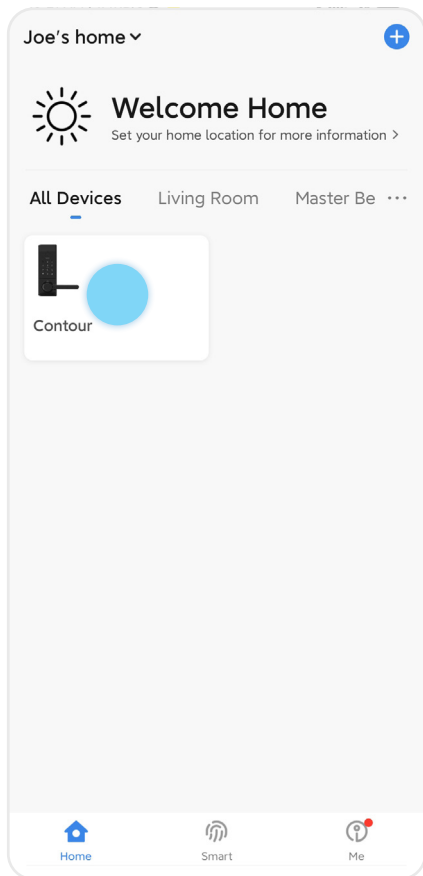 Joe's home
Welcome Home
Set your home location for more information
All Devices Living Room Master Be ...
Contour
Home Smart Me